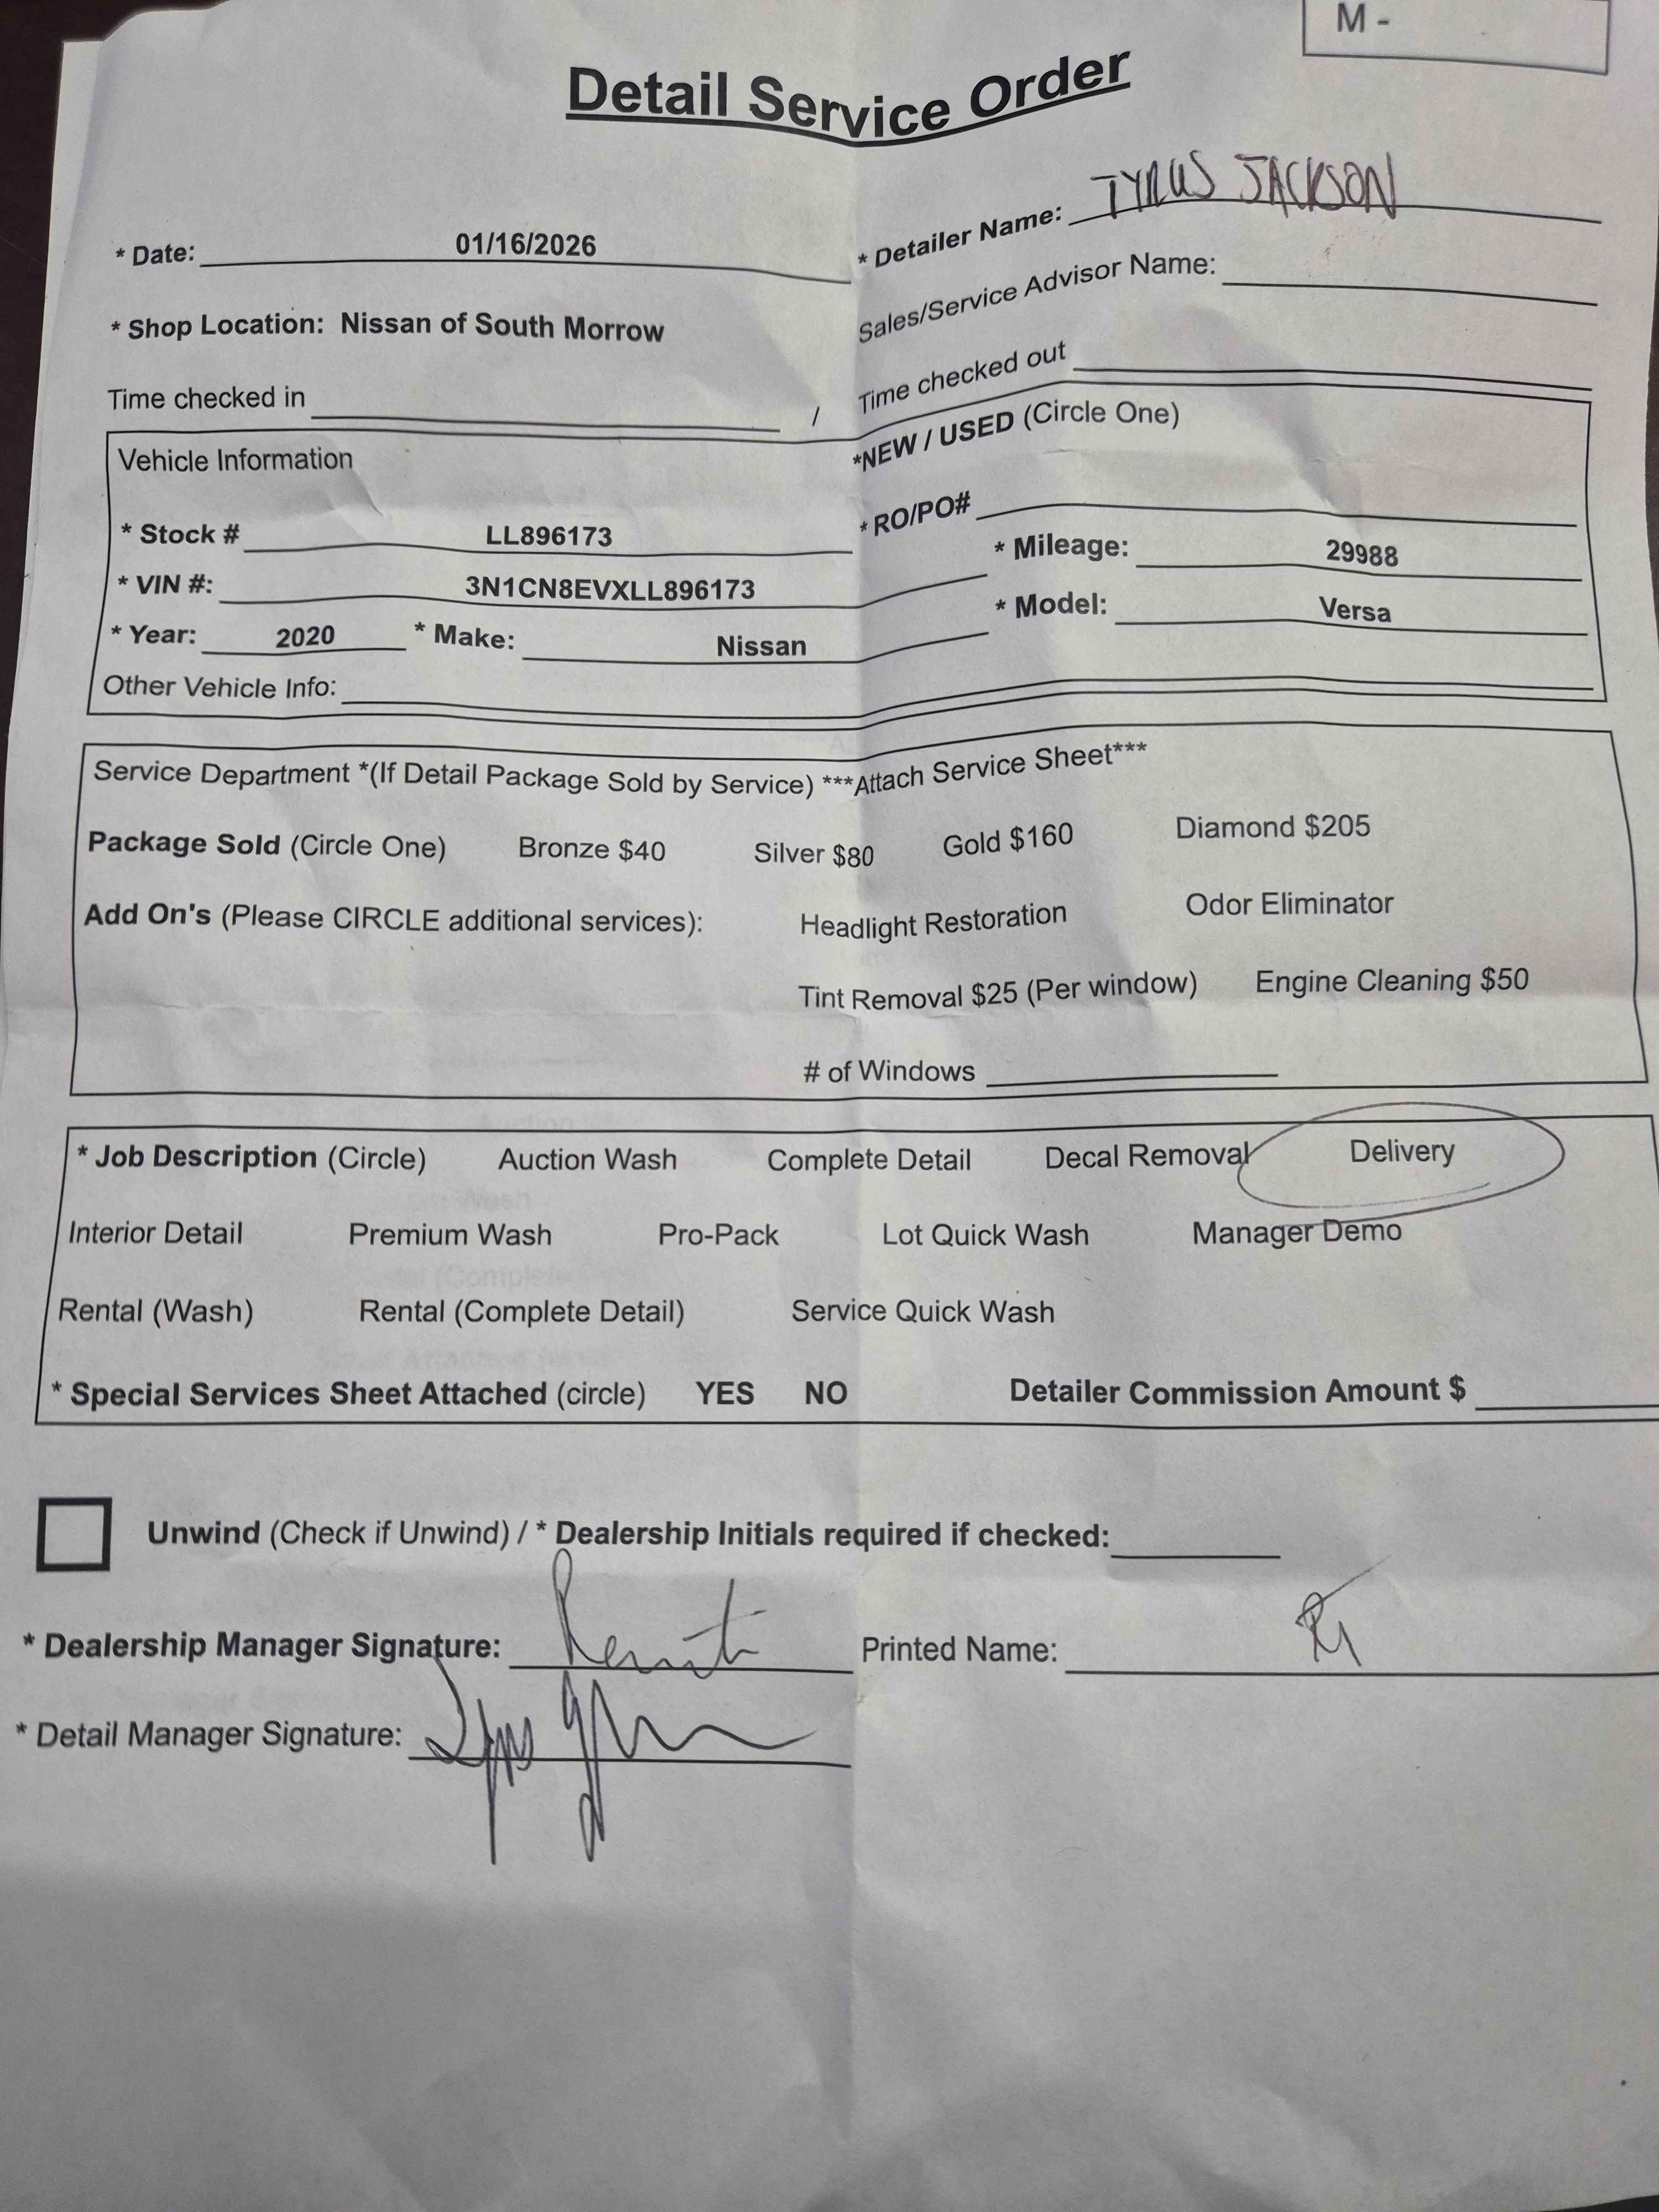 M -
Detail Service Order
* Date: 01/16/2026
* Detailer Name: TYRUS JACKSON
* Shop Location: Nissan of South Morrow
Sales/Service Advisor Name:
Time checked in / Time checked out
Vehicle Information
*NEW / USED (Circle One)
* Stock # LL896173
* RO/PO#
* VIN #: 3N1CN8EVXLL896173
* Mileage: 29988
* Year: 2020 * Make: Nissan
* Model: Versa
Other Vehicle Info:
Service Department *(If Detail Package Sold by Service) ***Attach Service Sheet***
Package Sold (Circle One) Bronze $40 Silver $80 Gold $160 Diamond $205
Add On's (Please CIRCLE additional services): Headlight Restoration Odor Eliminator
Tint Removal $25 (Per window) Engine Cleaning $50
# of Windows
* Job Description (Circle) Auction Wash Complete Detail Decal Removal Delivery
Interior Detail Premium Wash Pro-Pack Lot Quick Wash Manager Demo
Rental (Wash) Rental (Complete Detail) Service Quick Wash
* Special Services Sheet Attached (circle) YES NO Detailer Commission Amount $
Unwind (Check if Unwind) / * Dealership Initials required if checked:
* Dealership Manager Signature: Printed Name:
* Detail Manager Signature: